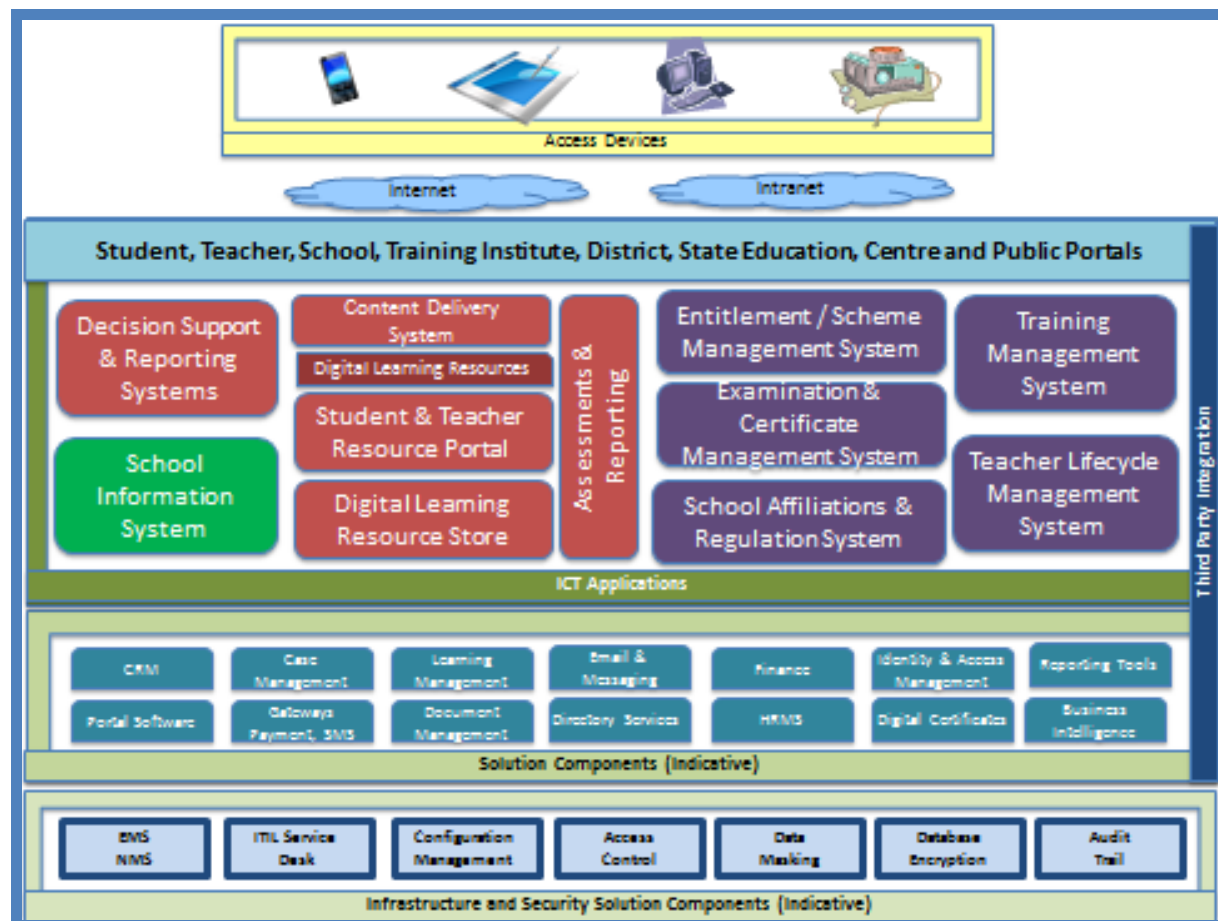 Access Devices
Internet
Intranet
Student, Teacher, School, Training Institute, District, State Education, Centre and Public Portals
Decision Support
& Reporting
Systems
School
Information
System
Content Delivery
System
Digital Learning Resources
Student & Teacher
Resource Portal
Digital Learning
Resource Store
Assessments &
Reporting
Entitlement / Scheme
Management System
Examination &
Certificate
Management System
School Affiliations &
Regulation System
Training
Management
System
Teacher Lifecycle
Management
System
Third Party Integration
ICT Applications
CRM
Case
Management
Learning
Management
Email &
Messaging
Finance
Identity & Access
Management
Reporting Tools
Portal Software
Gateways
Payment, SMS
Document
Management
Directory Services
HRMS
Digital Certificates
Business
Intelligence
Solution Components (Indicative)
EMS
NMS
ITIL Service
Desk
Configuration
Management
Access
Control
Data
Masking
Database
Encryption
Audit
Trail
Infrastructure and Security Solution Components (Indicative)